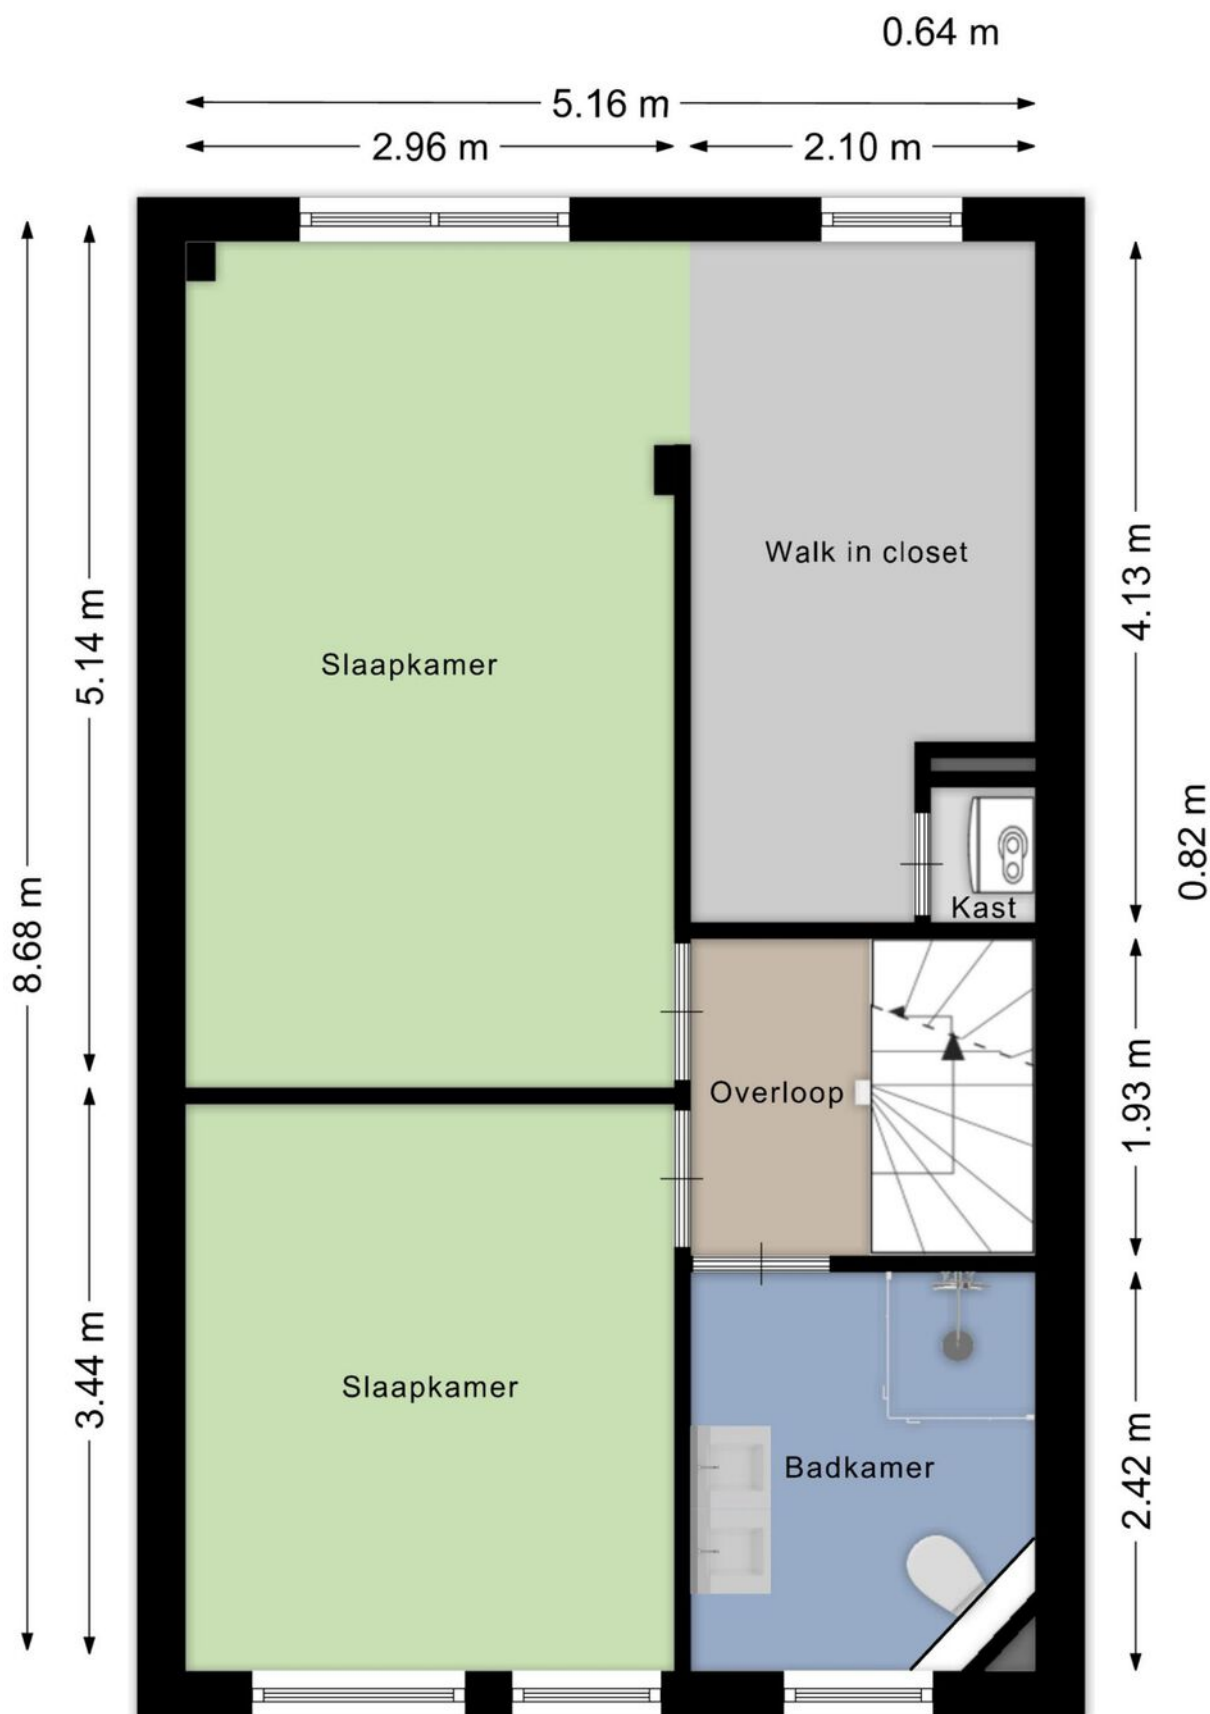 0.64 m
5.16 m
2.96 m
2.10 m
Walk in closet
4.13 m
5.14 m
Slaapkamer
0.82 m
Kast
8.68 m
Overloop
1.93 m
3.44 m
Slaapkamer
Badkamer
2.42 m